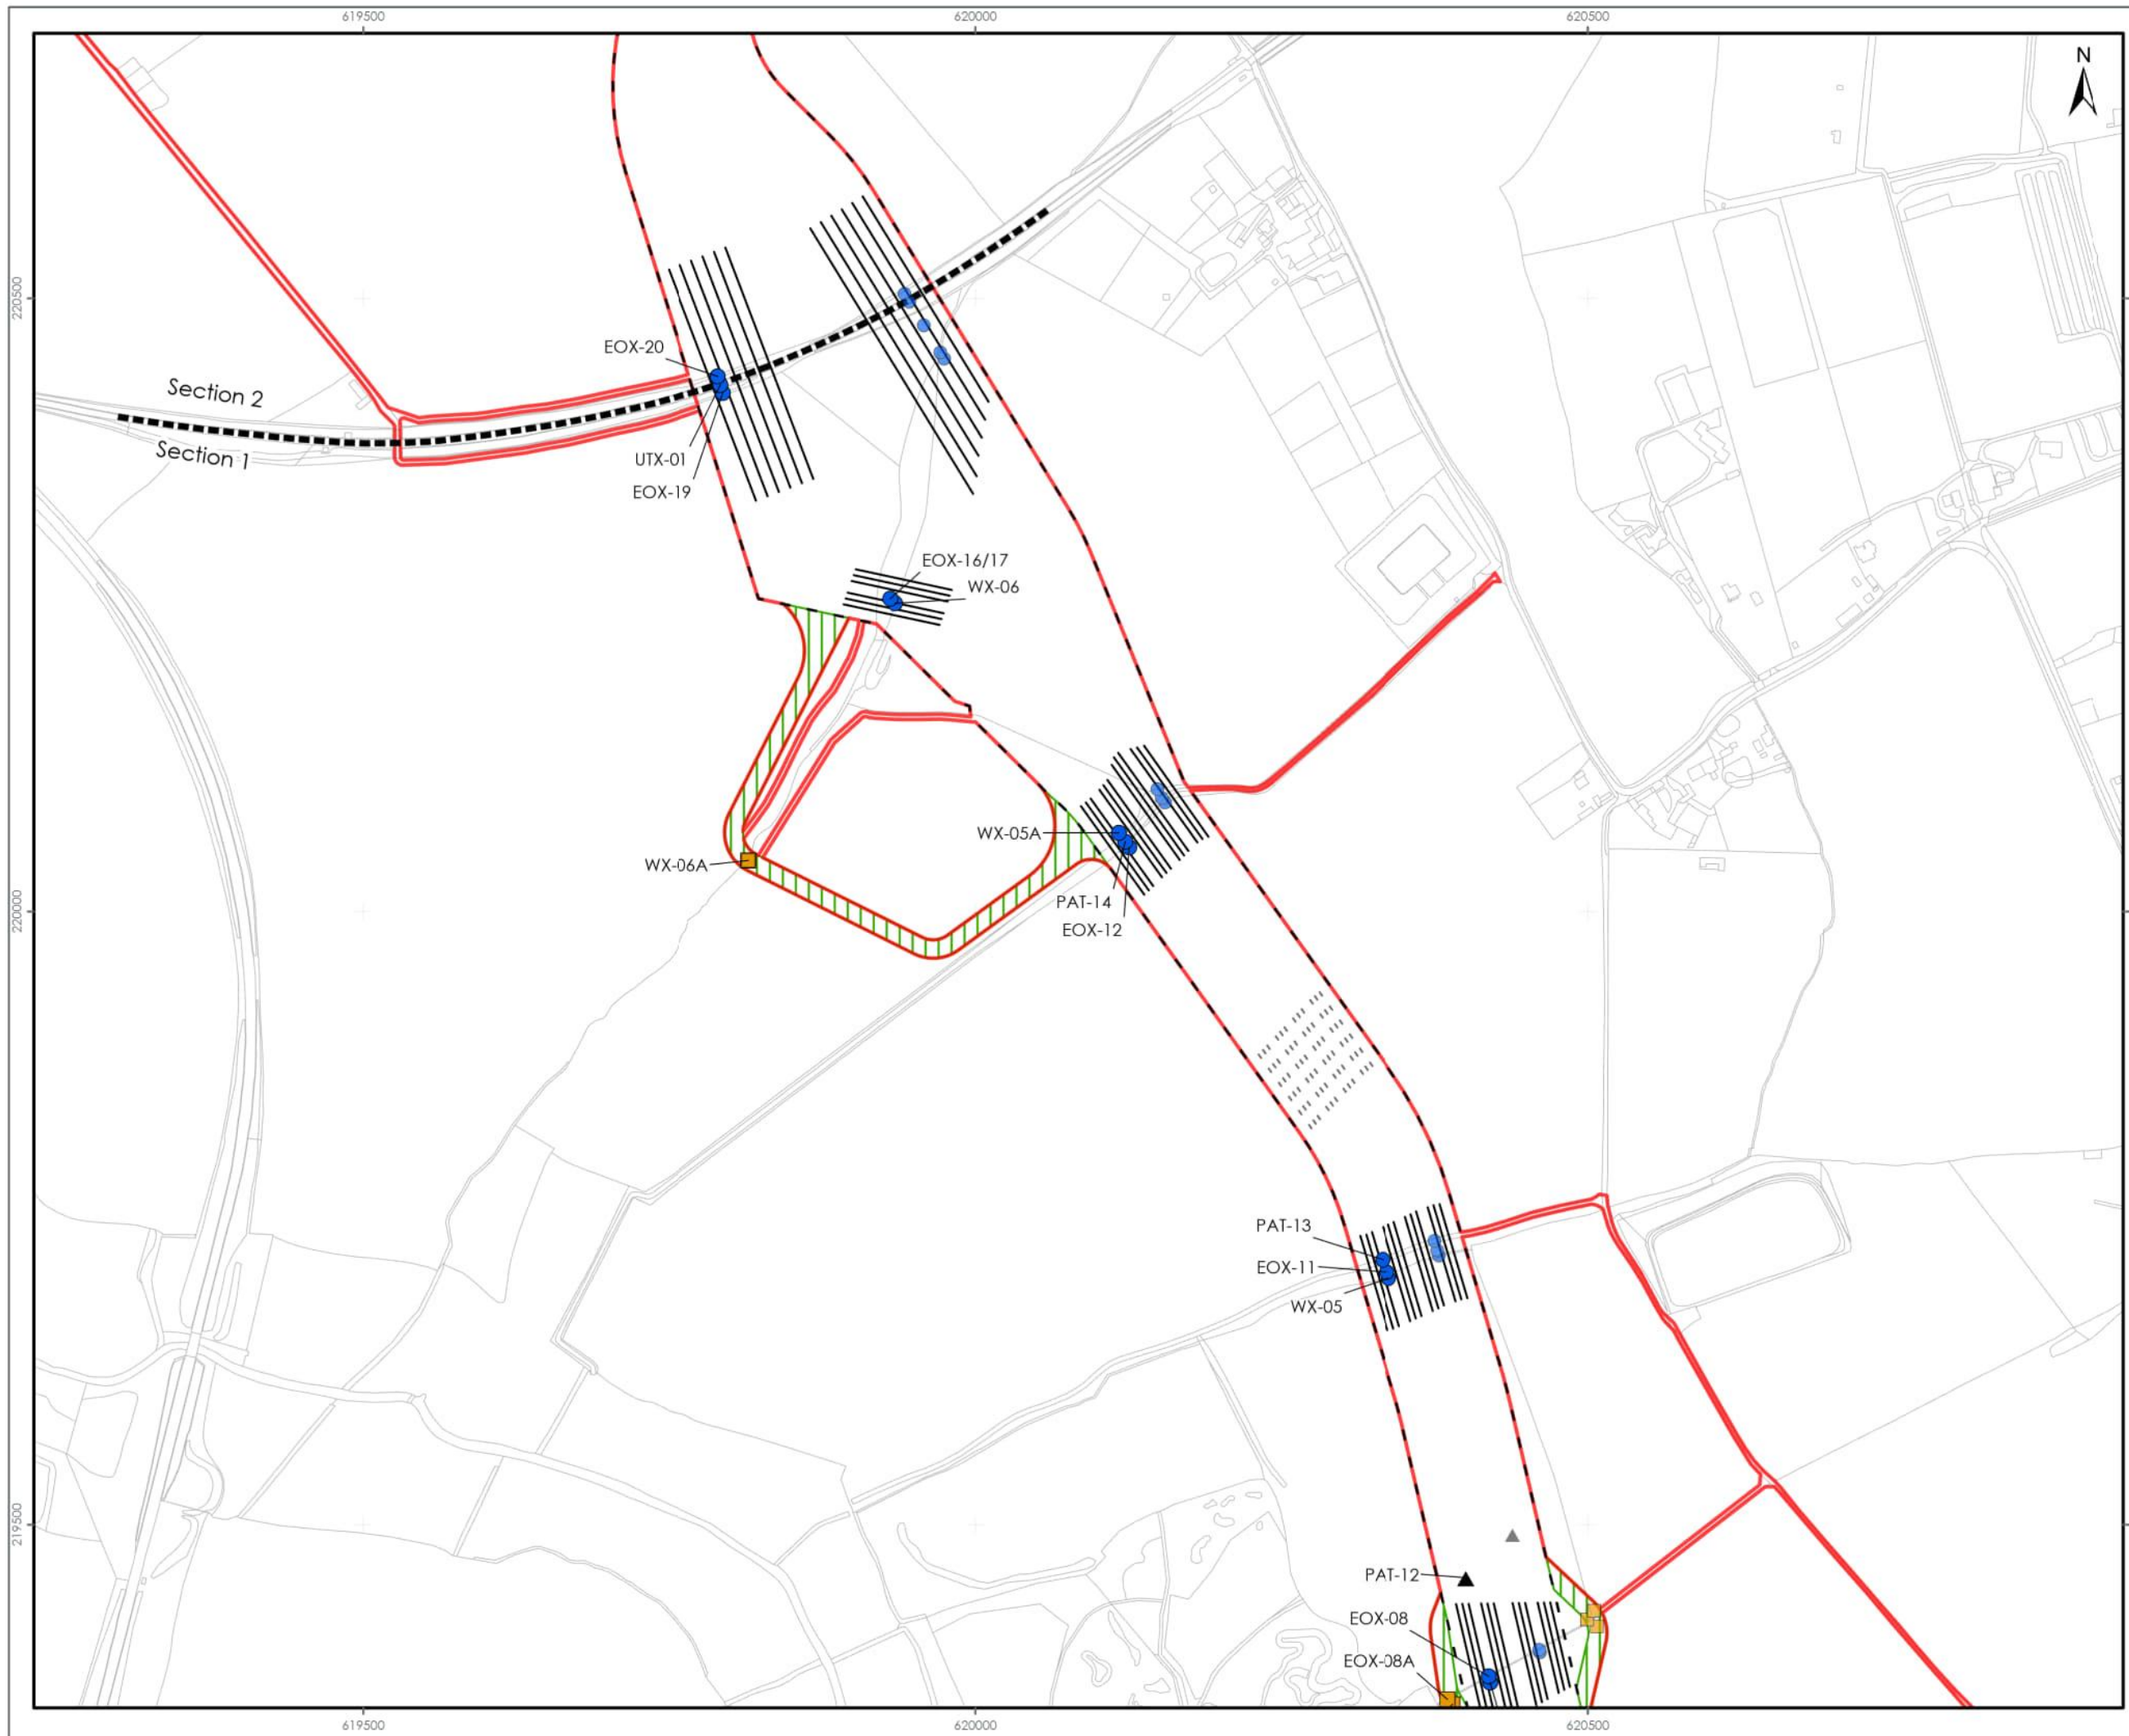 619500
620000
620500
N
220500
EOX-20
Section 2
Section 1
UTX-01
EOX-19
EOX-16/17
WX-06
WX-05A
WX-06A
PAT-14
220000
EOX-12
PAT-13
EOX-11
WX-05
219500
PAT-12
EOX-08
EOX-08A
619500
620000
620500